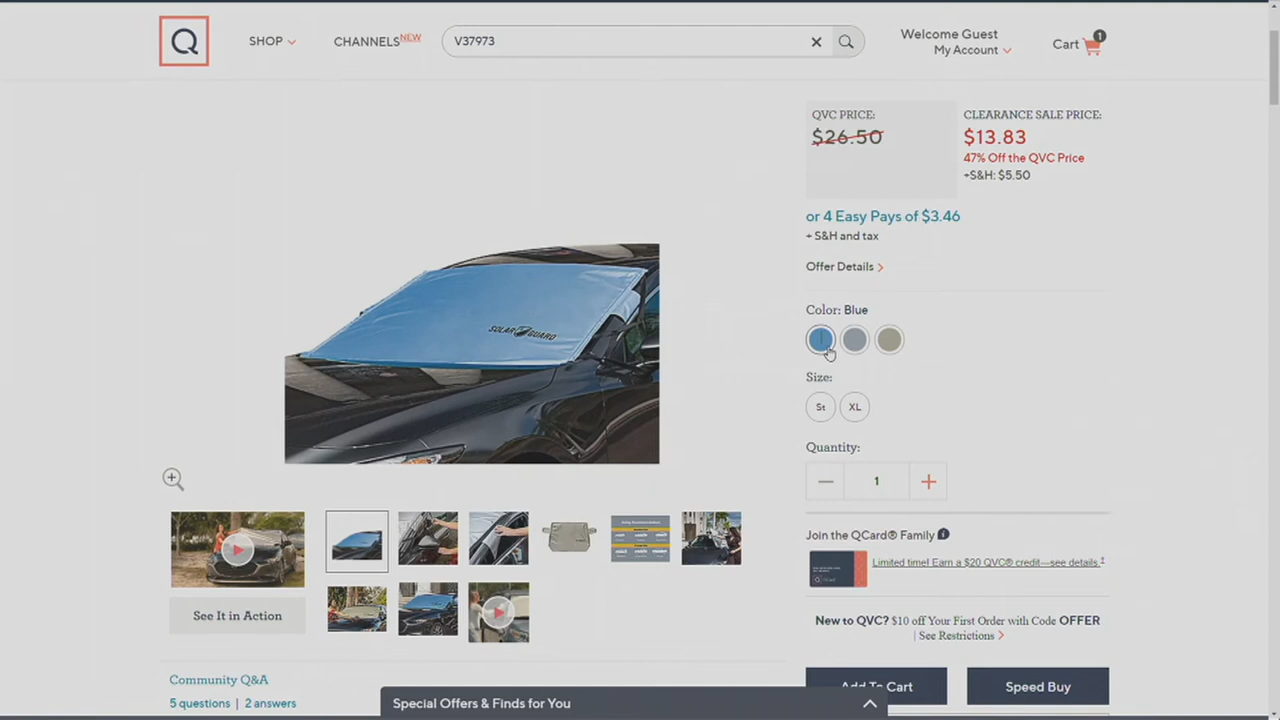 Q
SHOP
CHANNELS NEW
V37973
Welcome Guest
My Account
Cart 1
QVC PRICE:
$26.50
CLEARANCE SALE PRICE:
$13.83
47% Off the QVC Price
+S&H: $5.50
or 4 Easy Pays of $3.46
+ S&H and tax
Offer Details
Color: Blue
SOLAR GUARD
Size:
St XL
Quantity:
1
Join the QCard® Family
Limited time! Earn a $20 QVC® credit—see details.‡
New to QVC? $10 off Your First Order with Code OFFER
| See Restrictions
See It in Action
Add To Cart
Speed Buy
Community Q&A
5 questions | 2 answers
Special Offers & Finds for You